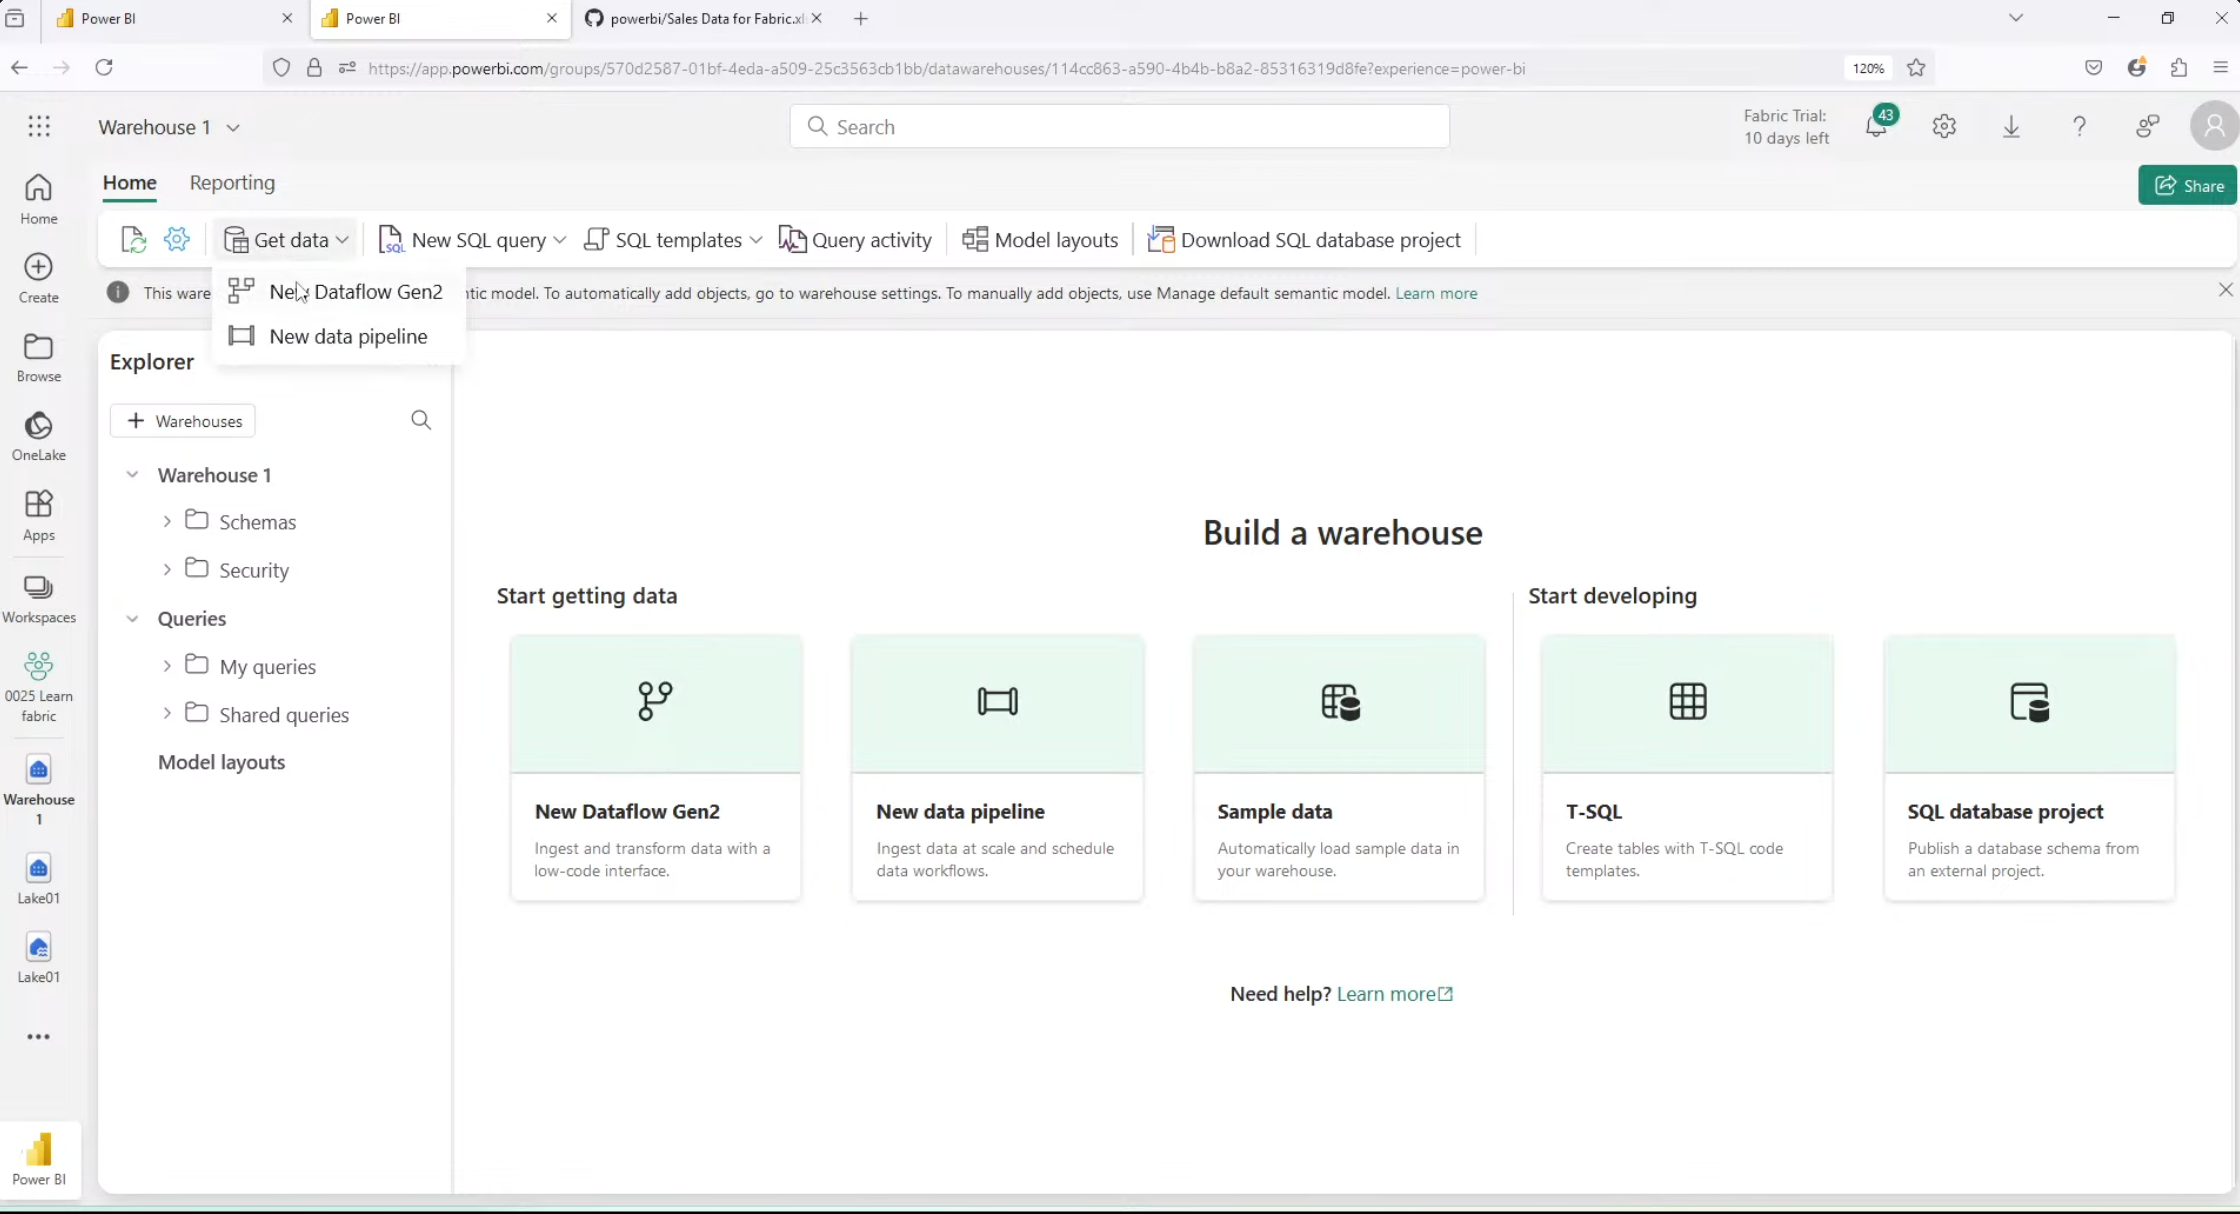 Power BI
Power BI
powerbi/Sales Data for Fabric.xl
https://app.powerbi.com/groups/570d2587-01bf-4eda-a509-25c3563cb1bb/datawarehouses/114cc863-a590-4b4b-b8a2-85316319d8fe?experience=power-bi
120%
Warehouse 1
Search
Fabric Trial:
10 days left
43
Home
Reporting
Share
Get data
New SQL query
SQL templates
Query activity
Model layouts
Download SQL database project
New Dataflow Gen2
New data pipeline
This ware
tic model. To automatically add objects, go to warehouse settings. To manually add objects, use Manage default semantic model. Learn more
Home
Create
Browse
OneLake
Apps
Workspaces
0025 Learn
fabric
Warehouse
1
Lake01
Lake01
Power BI
Explorer
Warehouses
Warehouse 1
Schemas
Security
Queries
My queries
Shared queries
Model layouts
Build a warehouse
Start getting data
Start developing
New Dataflow Gen2
Ingest and transform data with a
low-code interface.
New data pipeline
Ingest data at scale and schedule
data workflows.
Sample data
Automatically load sample data in
your warehouse.
T-SQL
Create tables with T-SQL code
templates.
SQL database project
Publish a database schema from
an external project.
Need help? Learn more